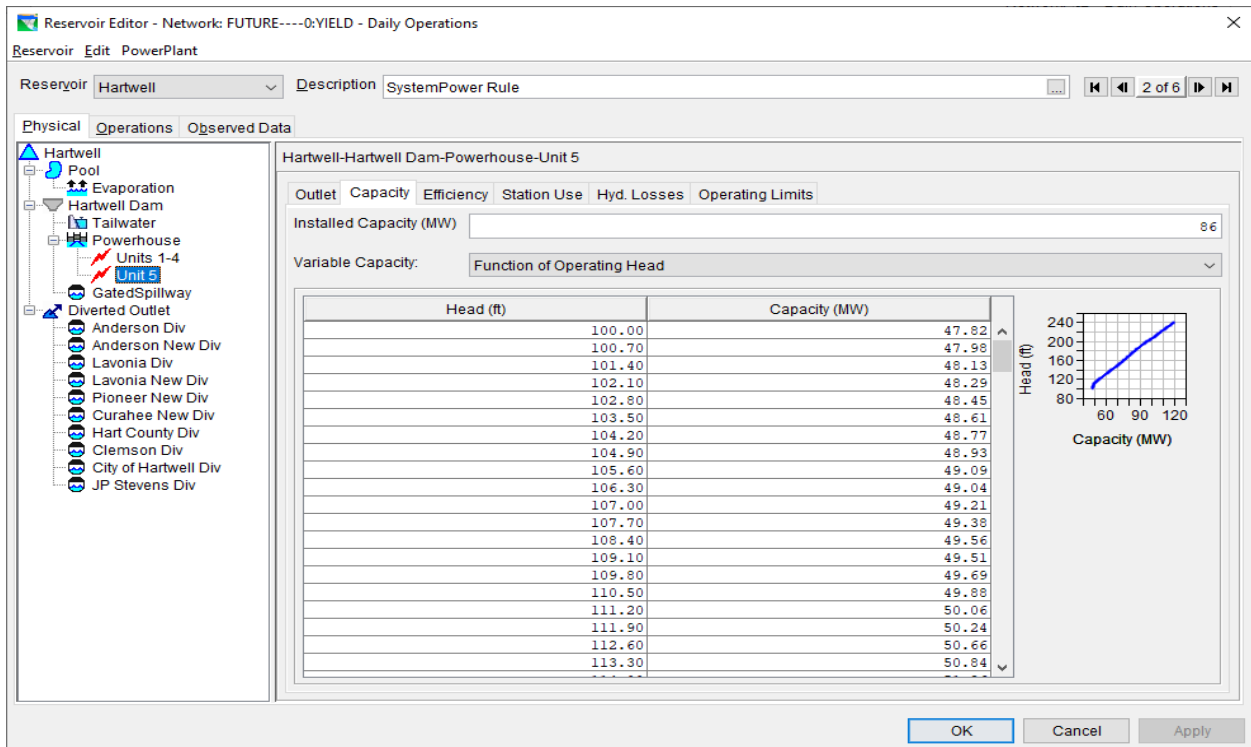 Reservoir Editor - Network: FUTURE----0:YIELD - Daily Operations
Reservoir Edit PowerPlant
Reservoir Hartwell Description SystemPower Rule ... 2 of 6
Physical Operations Observed Data
Hartwell
Pool
Evaporation
Hartwell Dam
Tailwater
Powerhouse
Units 1-4
Unit 5
GatedSpillway
Diverted Outlet
Anderson Div
Anderson New Div
Lavonia Div
Lavonia New Div
Pioneer New Div
Curahee New Div
Hart County Div
Clemson Div
City of Hartwell Div
JP Stevens Div
Hartwell-Hartwell Dam-Powerhouse-Unit 5
Outlet Capacity Efficiency Station Use Hyd. Losses Operating Limits
Installed Capacity (MW) 86
Variable Capacity: Function of Operating Head
Head (ft) Capacity (MW)
100.00 47.82
100.70 47.98
101.40 48.13
102.10 48.29
102.80 48.45
103.50 48.61
104.20 48.77
104.90 48.93
105.60 49.09
106.30 49.04
107.00 49.21
107.70 49.38
108.40 49.56
109.10 49.51
109.80 49.69
110.50 49.88
111.20 50.06
111.90 50.24
112.60 50.66
113.30 50.84
Head (ft)
240
200
160
120
80
60 90 120
Capacity (MW)
OK Cancel Apply